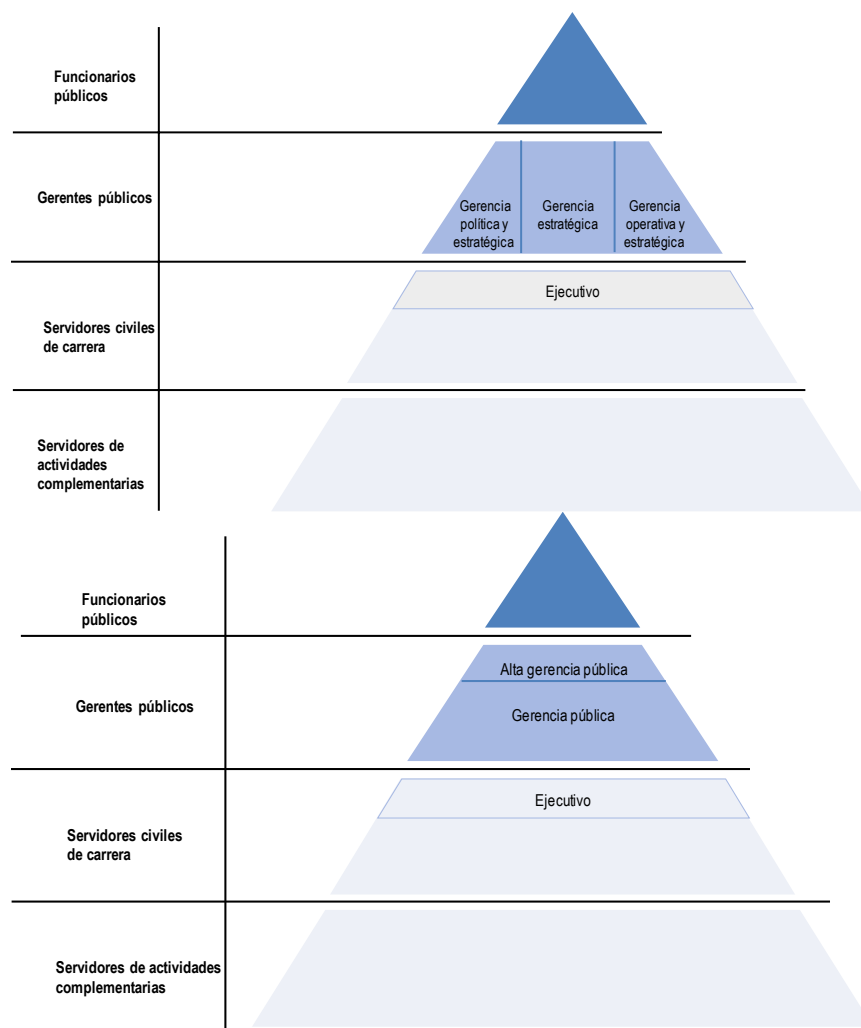 Funcionarios
públicos
Gerentes públicos
Gerencia
política y
estratégica
Gerencia
estratégica
Gerencia
operativa y
estratégica
Servidores civiles
de carrera
Ejecutivo
Servidores de
actividades
complementarias
Funcionarios
públicos
Gerentes públicos
Alta gerencia pública
Gerencia pública
Servidores civiles
de carrera
Ejecutivo
Servidores de actividades
complementarias